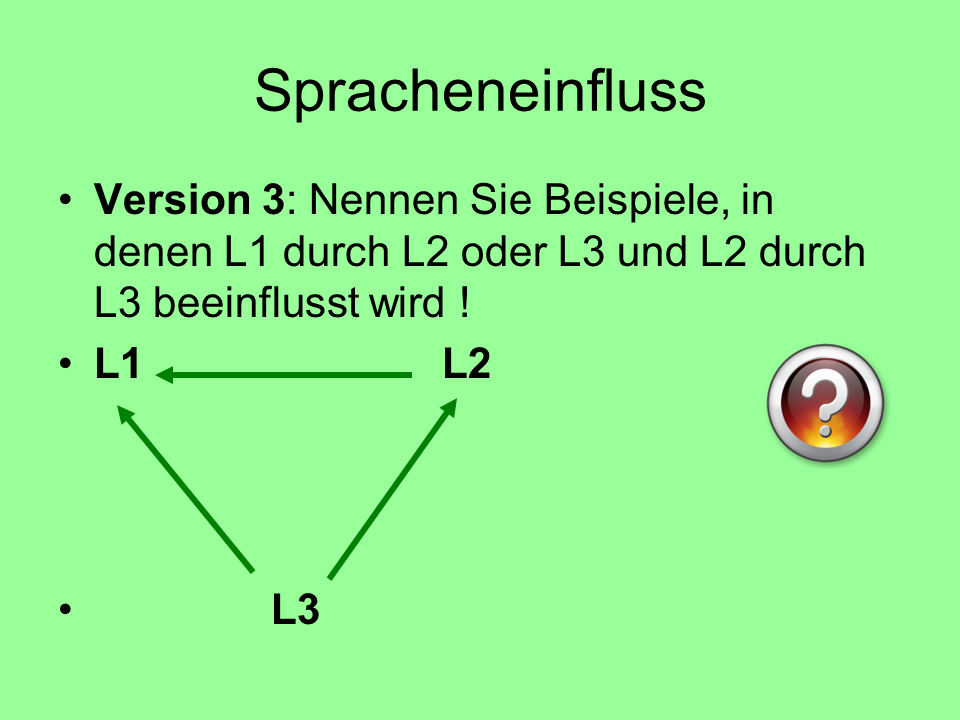 Spracheneinfluss
• Version 3: Nennen Sie Beispiele, in
denen L1 durch L2 oder L3 und L2 durch
L3 beeinflusst wird !
• L1 L2
?
• L3